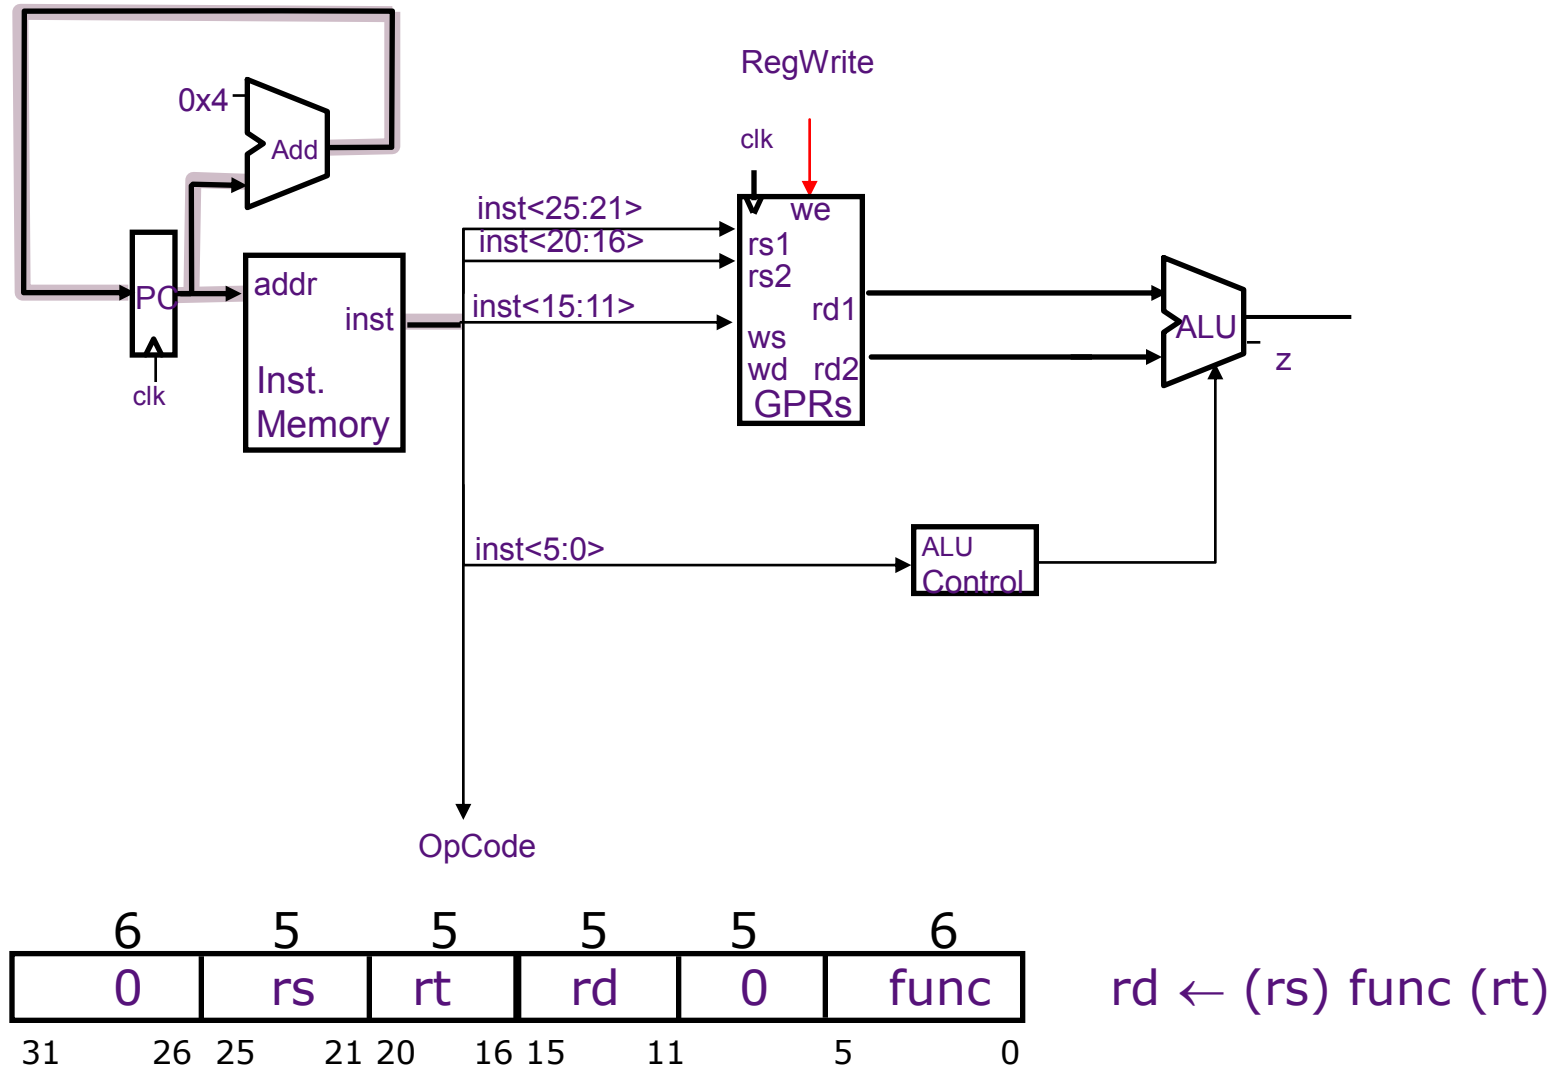 RegWrite
0x4
Add
clk
inst<25:21>
we
inst<20:16>
rs1
rs2
PC
addr
inst
inst<15:11>
rd1
ws
ALU
wd rd2
z
clk
Inst.
Memory
GPRs
inst<5:0>
ALU
Control
OpCode
6 5 5 5 5 6
0 rs rt rd 0 func
rd ← (rs) func (rt)
31 26 25 21 20 16 15 11 5 0